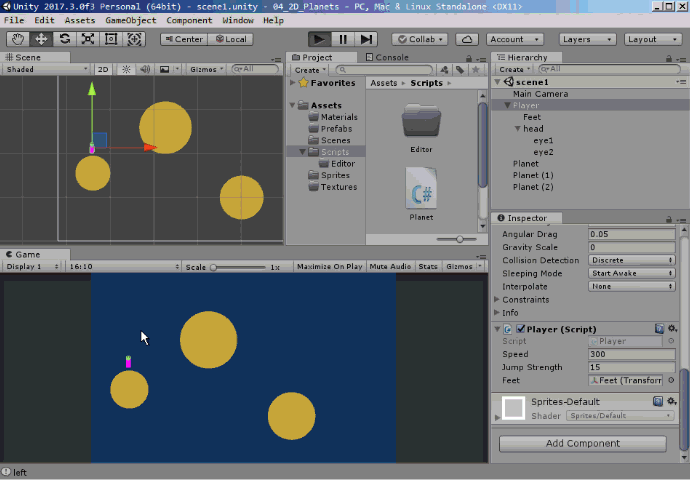 Unity 2017.3.0f3 Personal (64bit) - scene1.unity - 04_2D_Planets - PC, Mac & Linux Standalone <DX11>
File Edit Assets GameObject Component Window Help
Center Local Collab Account Layers Layout
Scene
Shaded 2D Gizmos All
Project Console
Create
Favorites
Assets
Materials
Prefabs
Scenes
Scripts
Editor
Sprites
Textures
Assets Scripts
Editor
C#
Planet
Hierarchy
Create All
scene1
Main Camera
Player
Feet
head
eye1
eye2
Planet
Planet (1)
Planet (2)
Inspector
Angular Drag 0.05
Gravity Scale 0
Collision Detection Discrete
Sleeping Mode Start Awake
Interpolate None
Constraints
Info
Player (Script)
Script Player
Speed 300
Jump Strength 15
Feet Feet (Transforr
Sprites-Default
Shader Sprites/Default
Add Component
Game
Display 1 16:10 Scale 1x Maximize On Play Mute Audio Stats Gizmos
left